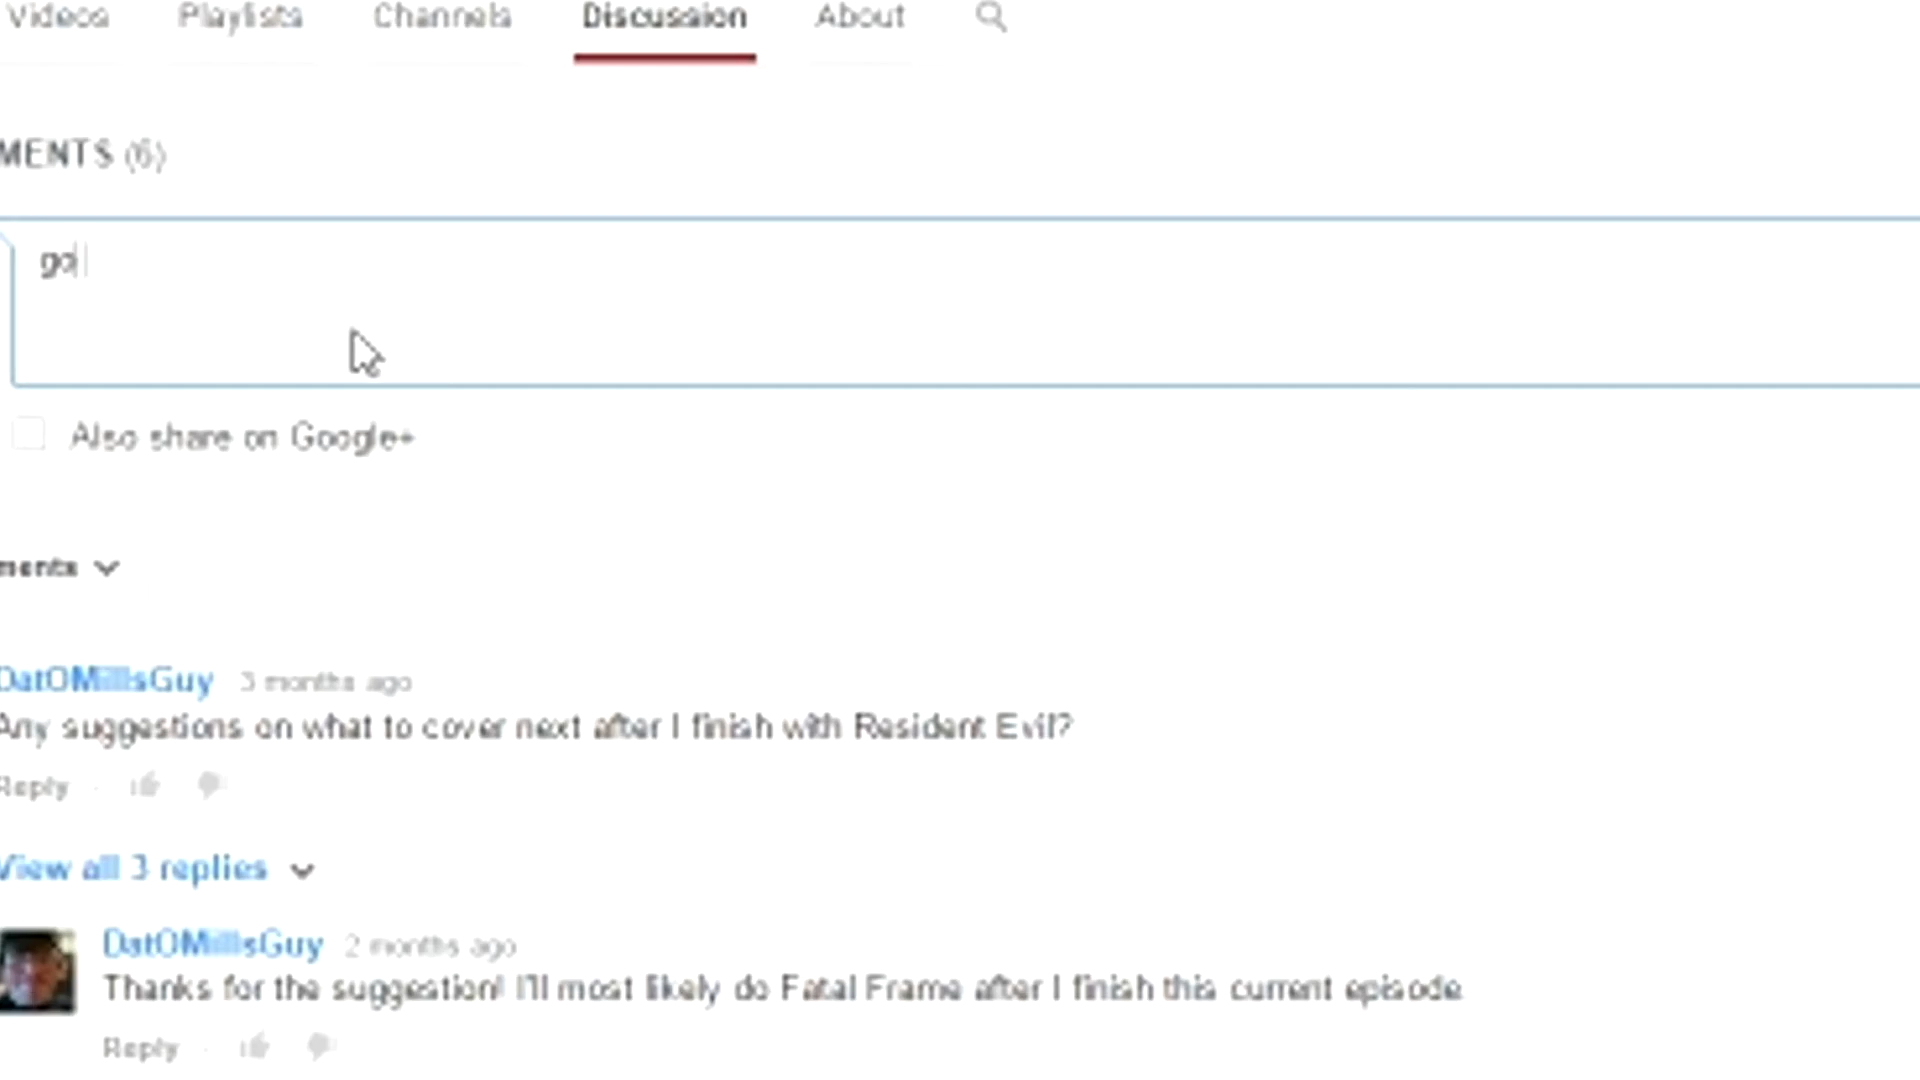 Videos Playlists Channels Discussion About
MENTS (6)
go
Also share on Google+
ments
DatOMillsGuy 3 months ago
Any suggestions on what to cover next after I finish with Resident Evil?
Reply
View all 3 replies
DatOMillsGuy 2 months ago
Thanks for the suggestion! I'll most likely do Fatal Frame after I finish this current episode
Reply